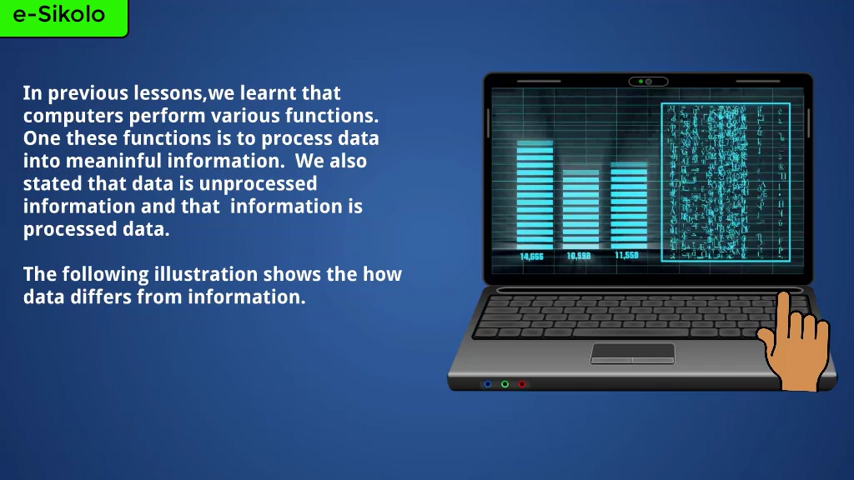 e-Sikolo
In previous lessons,we learnt that
computers perform various functions.
One these functions is to process data
into meaninful information.  We also
stated that data is unprocessed
information and that  information is
processed data.
The following illustration shows the how
data differs from information.
14,666 10,598 11,559